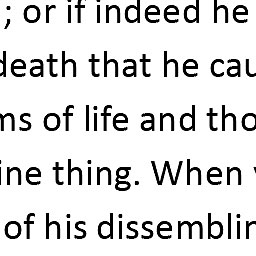 ; or if indeed he
death that he cau
ms of life and tho
ine thing. When
of his dissemblin